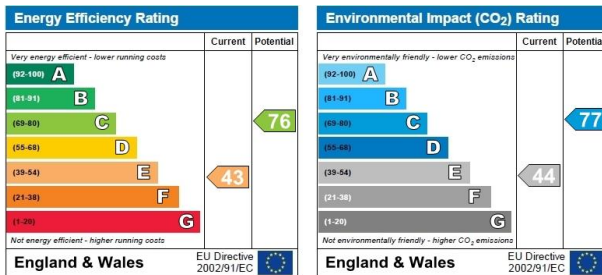 Energy Efficiency Rating
Current Potential
Very energy efficient - lower running costs
(92-100) A
(81-91) B
(69-80) C
76
(55-68) D
(39-54) E
43
(21-38) F
(1-20) G
Not energy efficient - higher running costs
England & Wales
EU Directive
2002/91/EC
Environmental Impact (CO₂) Rating
Current Potential
Very environmentally friendly - lower CO₂ emissions
(92-100) A
(81-91) B
(69-80) C
77
(55-68) D
(39-54) E
44
(21-38) F
(1-20) G
Not environmentally friendly - higher CO₂ emissions
England & Wales
EU Directive
2002/91/EC